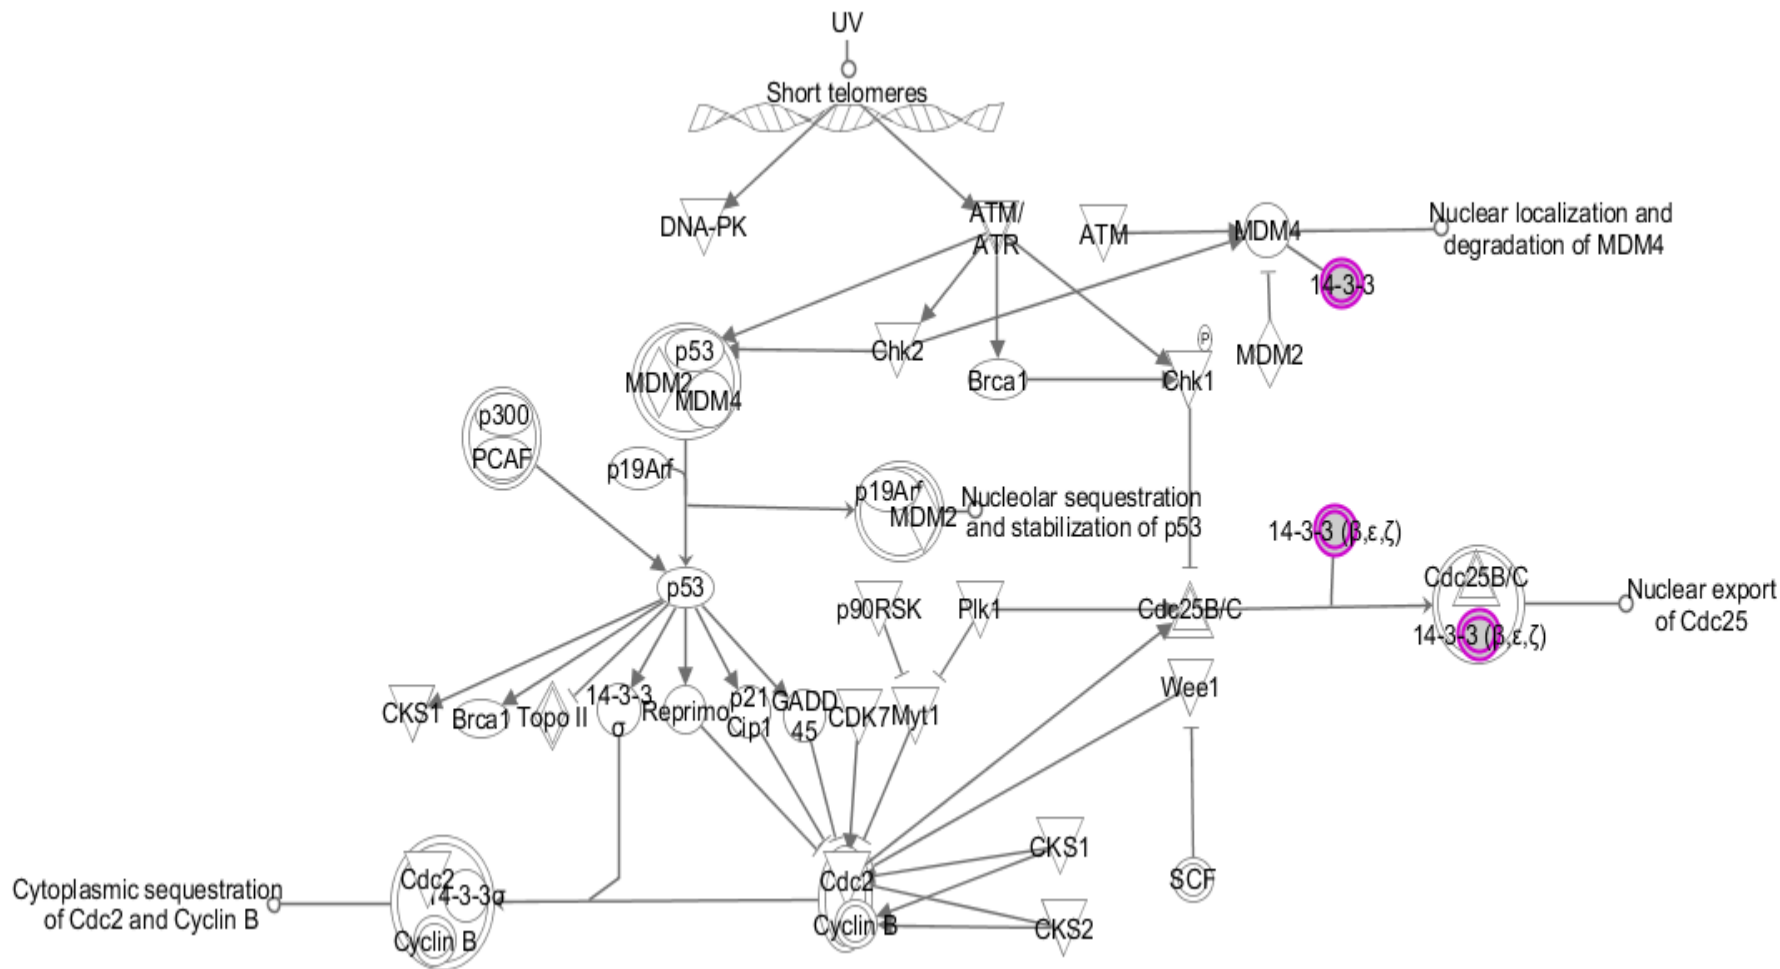 UV
Short telomeres
DNA-PK
ATM/
ATR
ATM
MDM4
Nuclear localization and
degradation of MDM4
14-3-3
p53
MDM2
MDM4
Chk2
Brca1
P
Chk1
MDM2
p300
PCAF
p19Arf
p19Arf
MDM2
Nucleolar sequestration
and stabilization of p53
14-3-3 (β,ε,ζ)
p53
p90RSK
Plk1
Cdc25B/C
Cdc25B/C
14-3-3 (β,ε,ζ)
Nuclear export
of Cdc25
Wee1
CKS1
Brca1
Topo II
14-3-3
σ
Reprimo
p21
Cip1
GADD
45
CDK7
Myt1
CKS1
SCF
Cytoplasmic sequestration
of Cdc2 and Cyclin B
Cdc2
14-3-3σ
Cyclin B
Cdc2
Cyclin B
CKS2